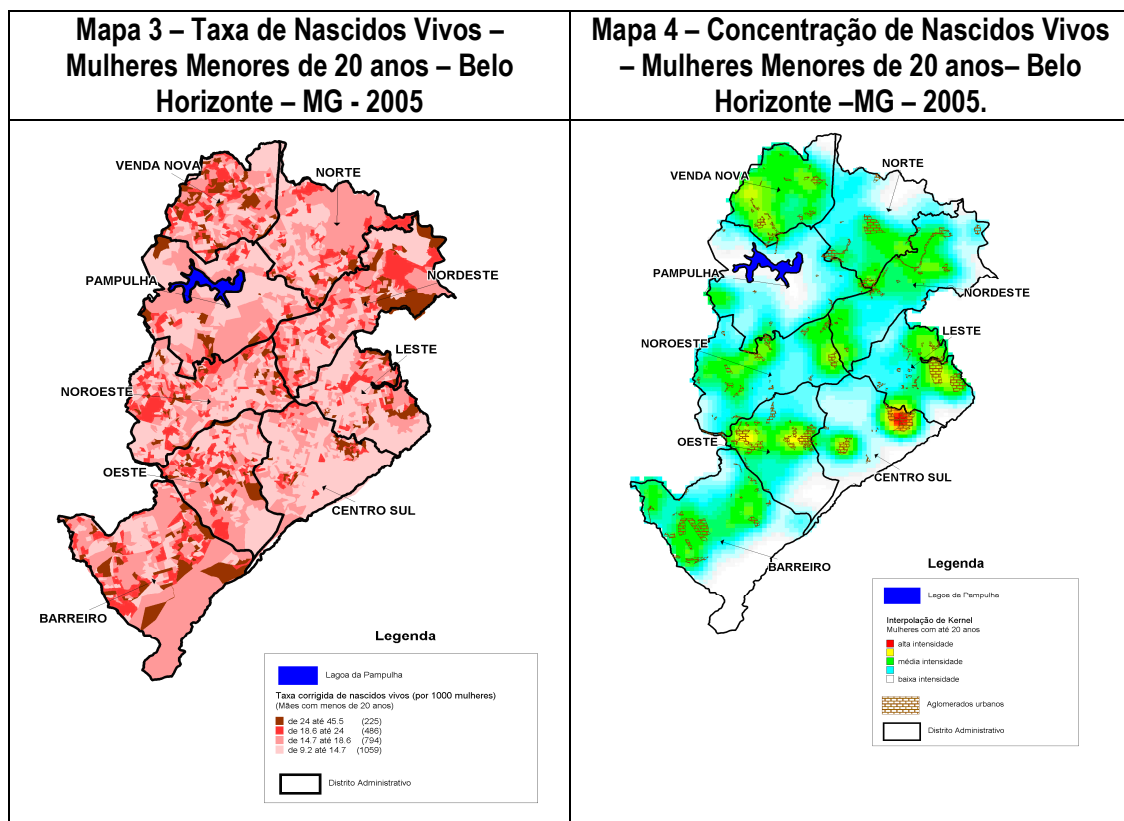 Mapa 3 – Taxa de Nascidos Vivos –
Mulheres Menores de 20 anos – Belo
Horizonte – MG - 2005
Mapa 4 – Concentração de Nascidos Vivos
– Mulheres Menores de 20 anos– Belo
Horizonte –MG – 2005.
VENDA NOVA
NORTE
PAMPULHA
NORDESTE
LESTE
NOROESTE
OESTE
CENTRO SUL
BARREIRO
Legenda
Lagoa da Pampulha
Taxa corrigida de nascidos vivos (por 1000 mulheres)
(Mães com menos de 20 anos)
de 24 até 45.5 (225)
de 18.6 até 24 (486)
de 14.7 até 18.6 (794)
de 9.2 até 14.7 (1059)
Distrito Administrativo
VENDA NOVA
NORTE
PAMPULHA
NORDESTE
LESTE
NOROESTE
OESTE
CENTRO SUL
BARREIRO
Legenda
Lagoa da Pampulha
Interpolação de Kernel
Mulheres com até 20 anos
alta intensidade
média intensidade
baixa intensidade
Aglomerados urbanos
Distrito Administrativo